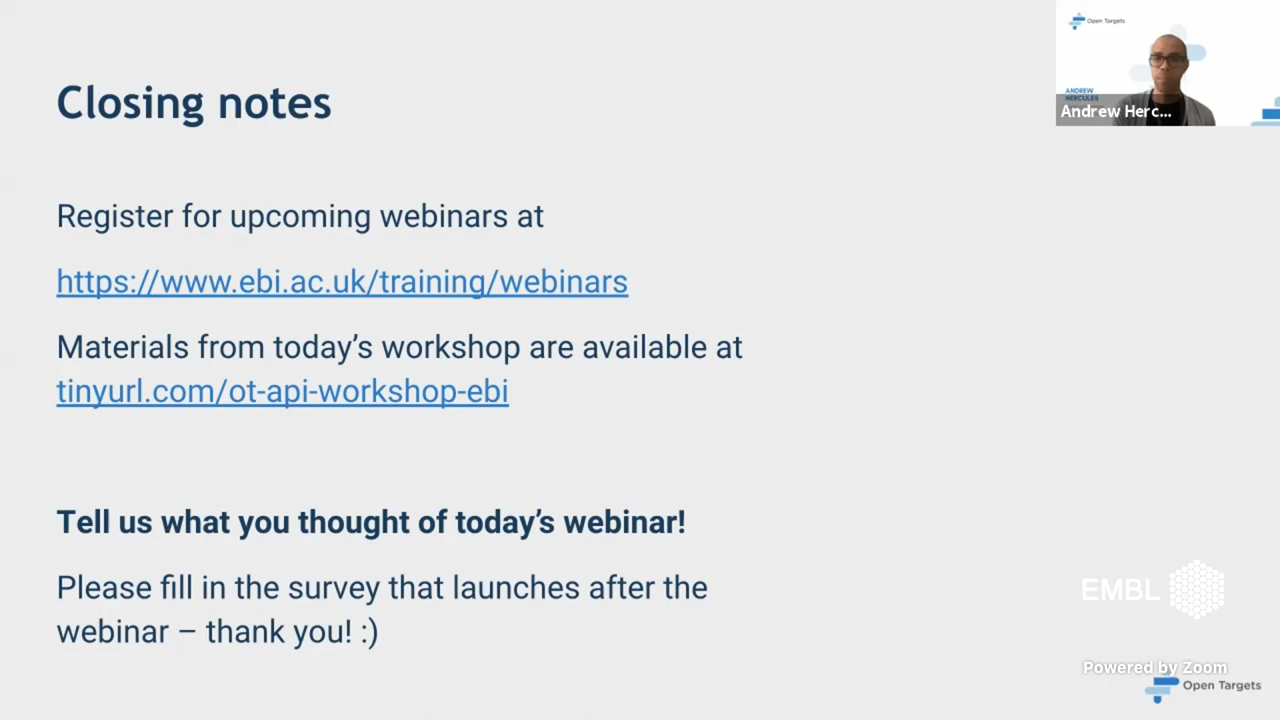 Closing notes
Register for upcoming webinars at
https://www.ebi.ac.uk/training/webinars
Materials from today’s workshop are available at
tinyurl.com/ot-api-workshop-ebi
Tell us what you thought of today’s webinar!
Please fill in the survey that launches after the
webinar – thank you! :)
Open Targets
ANDREW
HERCULES
Andrew Herc...
EMBL
Powered by Zoom
Open Targets